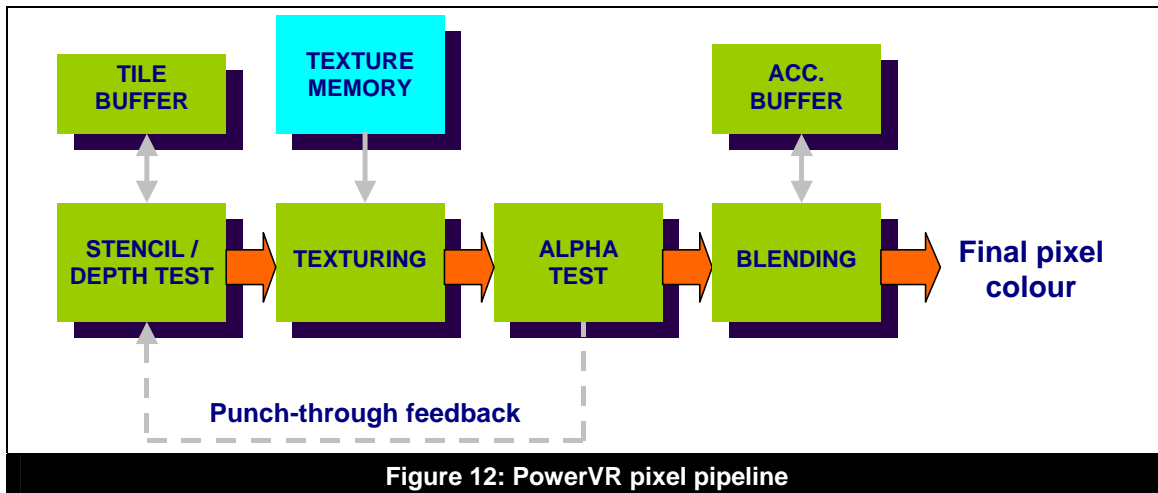 TILE
BUFFER
TEXTURE
MEMORY
ACC.
BUFFER
STENCIL /
DEPTH TEST
TEXTURING
ALPHA
TEST
BLENDING
Final pixel
colour
Punch-through feedback
Figure 12: PowerVR pixel pipeline